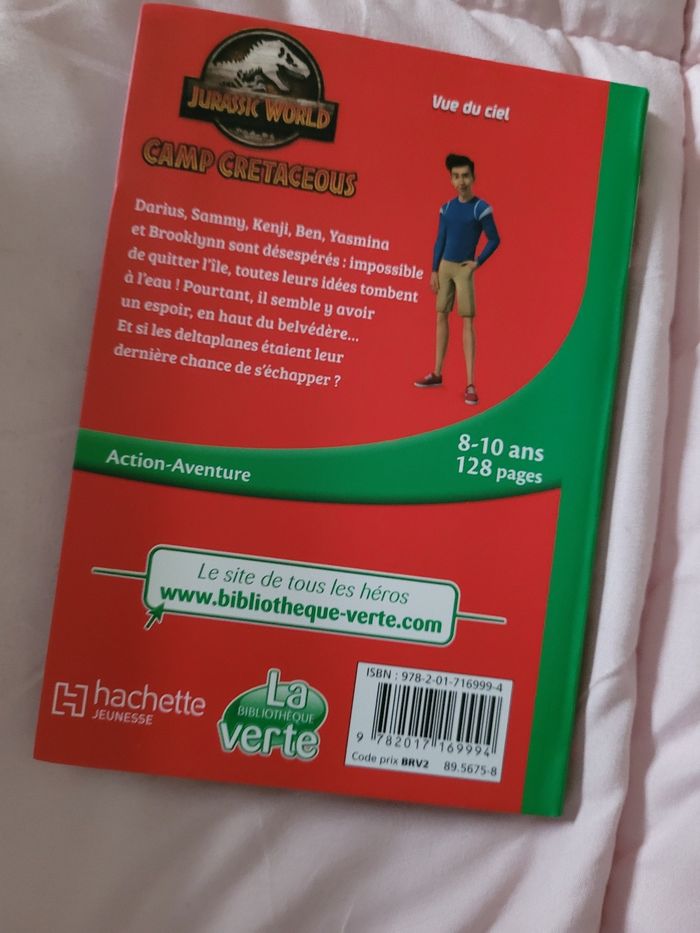 JURASSIC WORLD
CAMP CRETACEOUS
Vue du ciel
Darius, Sammy, Kenji, Ben, Yasmina
et Brooklynn sont désespérés : impossible
de quitter l'île, toutes leurs idées tombent
à l'eau ! Pourtant, il semble y avoir
un espoir, en haut du belvédère...
Et si les deltaplanes étaient leur
dernière chance de s'échapper ?
Action-Aventure
8-10 ans
128 pages
Le site de tous les héros
www.bibliotheque-verte.com
hachette
JEUNESSE
La
BIBLIOTHÈQUE
verte
ISBN : 978-2-01-716999-4
9 782017 169994
Code prix BRV2 89.5675-8